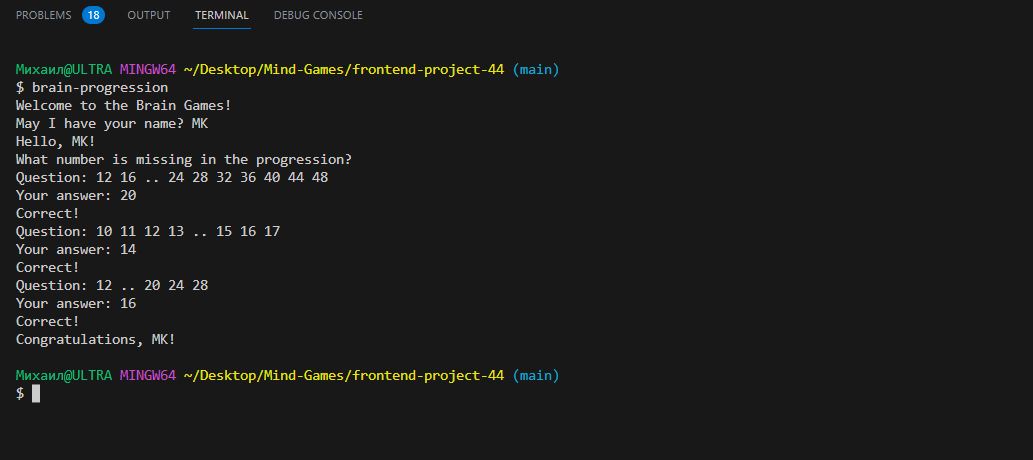 PROBLEMS 18 OUTPUT TERMINAL DEBUG CONSOLE
Михаил@ULTRA MINGW64 ~/Desktop/Mind-Games/frontend-project-44 (main)
$ brain-progression
Welcome to the Brain Games!
May I have your name? MK
Hello, MK!
What number is missing in the progression?
Question: 12 16 .. 24 28 32 36 40 44 48
Your answer: 20
Correct!
Question: 10 11 12 13 .. 15 16 17
Your answer: 14
Correct!
Question: 12 .. 20 24 28
Your answer: 16
Correct!
Congratulations, MK!
Михаил@ULTRA MINGW64 ~/Desktop/Mind-Games/frontend-project-44 (main)
$